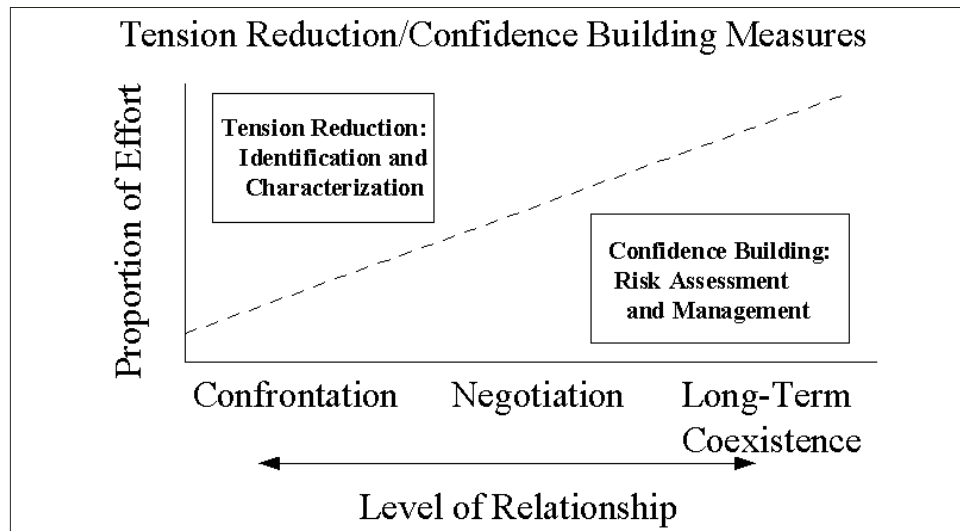 Tension Reduction/Confidence Building Measures
Proportion of Effort
Tension Reduction:
Identification and
Characterization
Confidence Building:
Risk Assessment
and Management
Confrontation
Negotiation
Long-Term
Coexistence
Level of Relationship